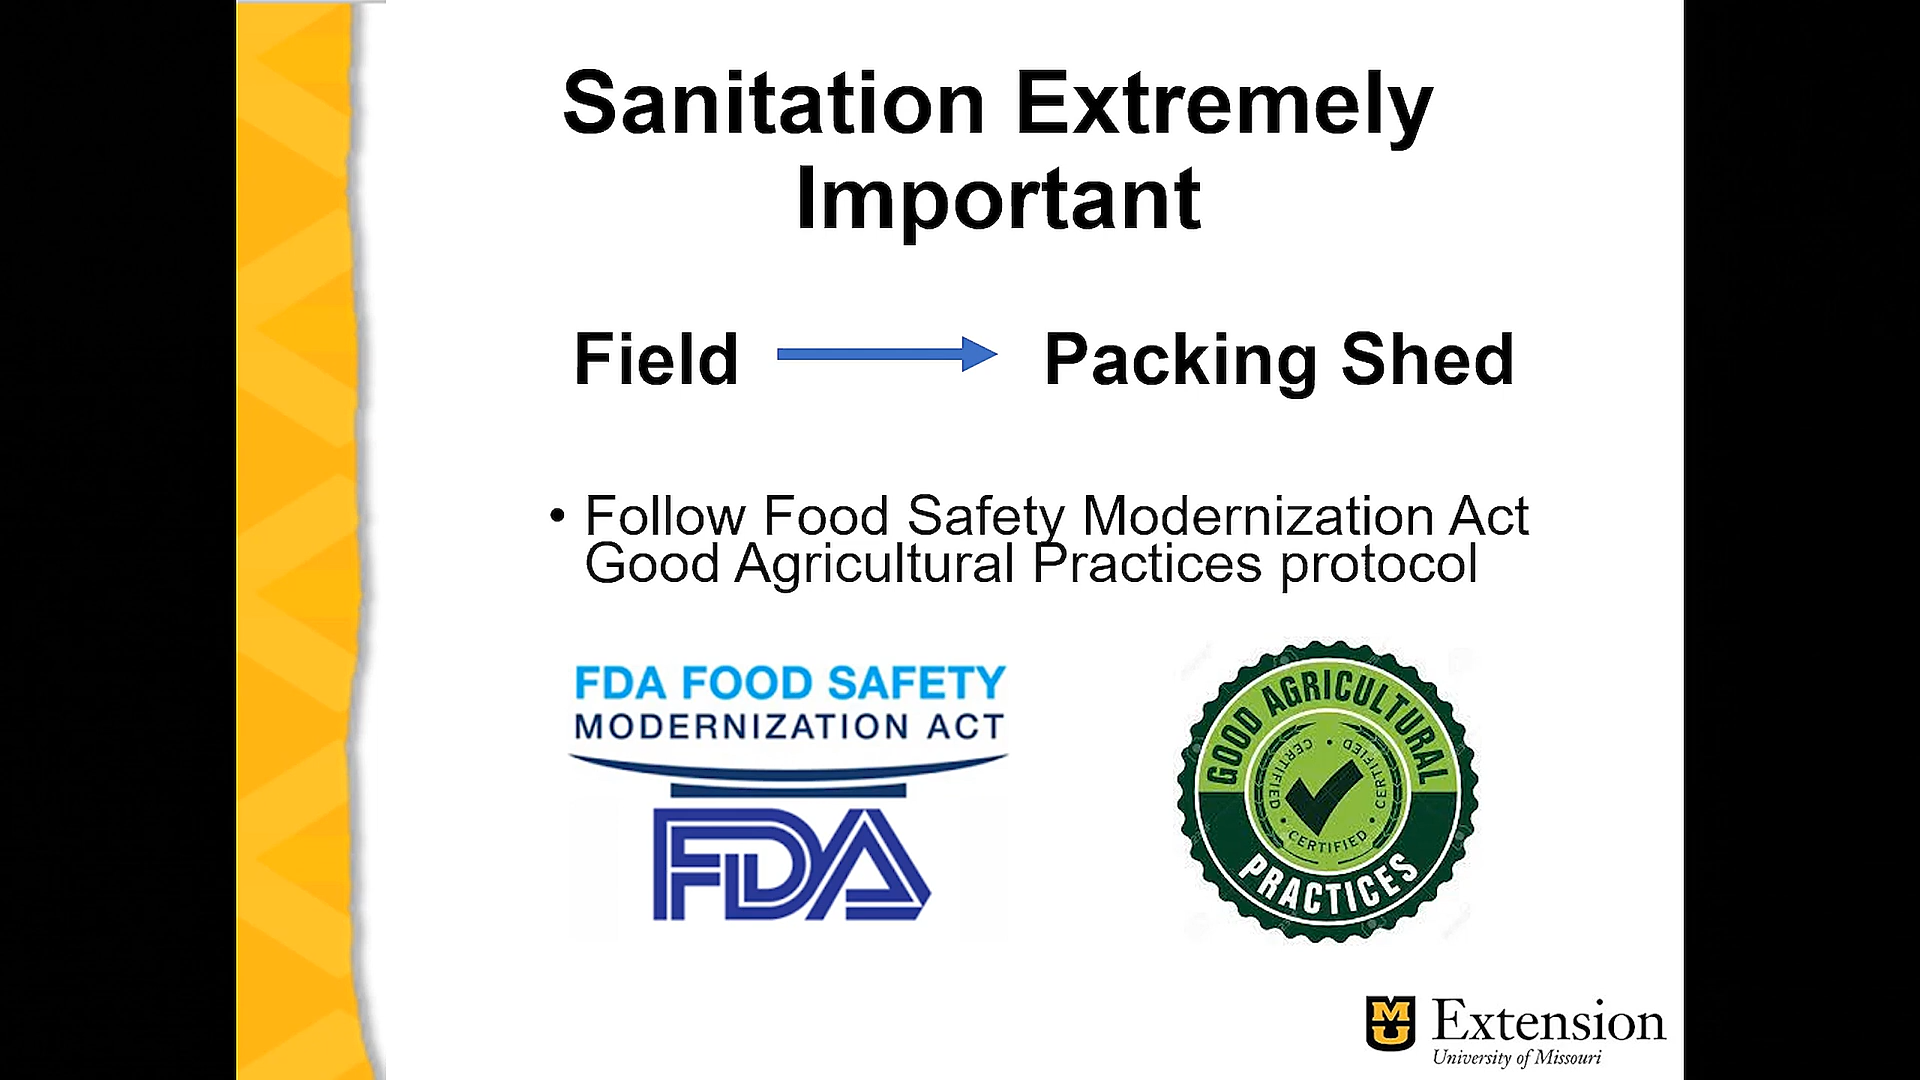 Sanitation Extremely
Important
Field
Packing Shed
• Follow Food Safety Modernization Act
Good Agricultural Practices protocol
FDA FOOD SAFETY
MODERNIZATION ACT
FDA
GOOD AGRICULTURAL
CERTIFIED • CERTIFIED • CERTIFIED • CERTIFIED
PRACTICES
MU
Extension
University of Missouri